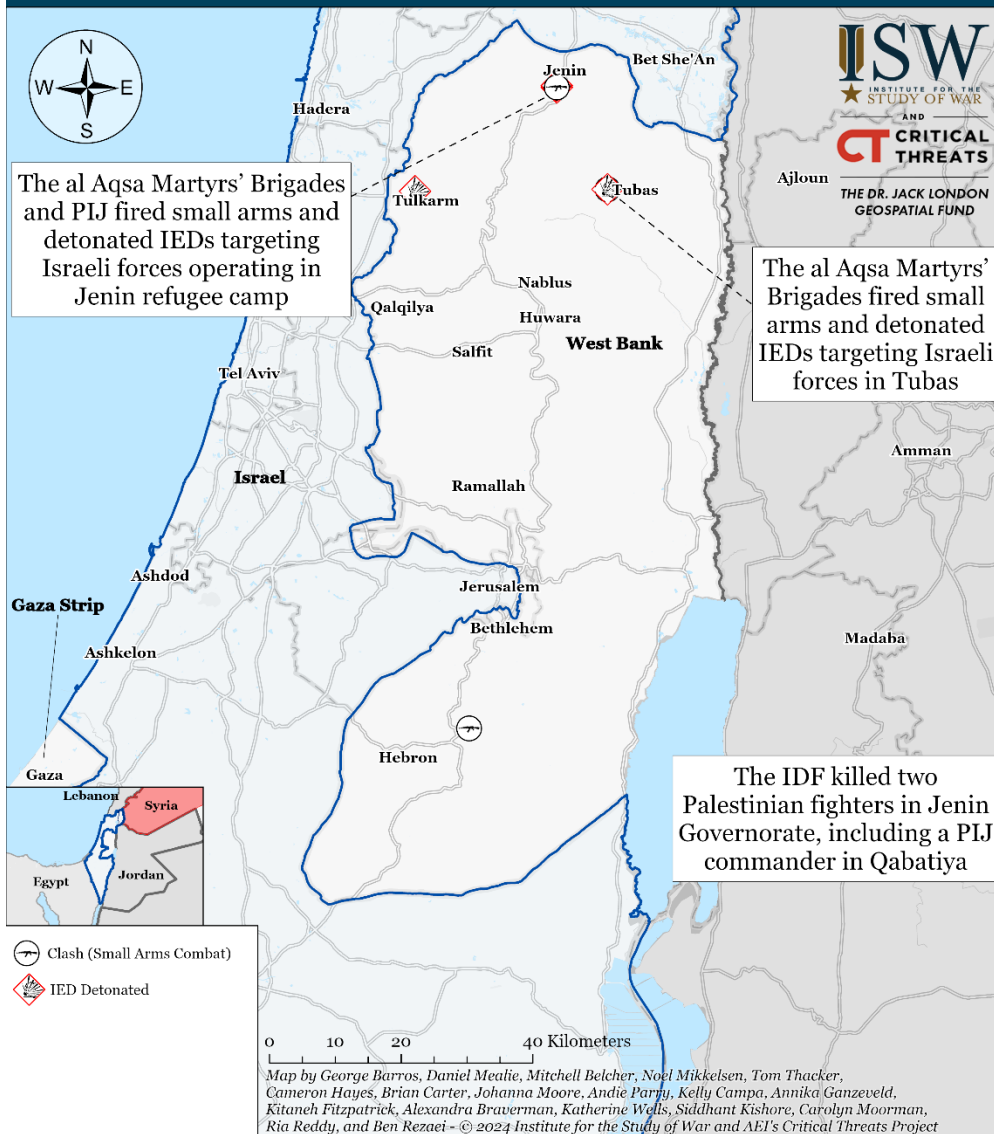 N
W
E
S
Hadera
Jenin
Bet She'An
ISW
INSTITUTE FOR THE
STUDY OF WAR
AND
CT CRITICAL
THREATS
THE DR. JACK LONDON
GEOSPATIAL FUND
The al Aqsa Martyrs' Brigades
and PIJ fired small arms and
detonated IEDs targeting
Israeli forces operating in
Jenin refugee camp
Tulkarm
Tubas
Ajloun
The al Aqsa Martyrs'
Brigades fired small
arms and detonated
IEDs targeting Israeli
forces in Tubas
Nablus
Qalqilya
Huwara
Salfit
West Bank
Tel Aviv
Israel
Amman
Ramallah
Ashdod
Jerusalem
Gaza Strip
Bethlehem
Madaba
Ashkelon
Hebron
Gaza
The IDF killed two
Palestinian fighters in Jenin
Governorate, including a PIJ
commander in Qabatiya
Lebanon
Syria
Egypt
Jordan
Clash (Small Arms Combat)
IED Detonated
0 10 20 40 Kilometers
Map by George Barros, Daniel Mealie, Mitchell Belcher, Noel Mikkelsen, Tom Thacker,
Cameron Hayes, Brian Carter, Johanna Moore, Andie Parry, Kelly Campa, Annika Ganzeveld,
Kitaneh Fitzpatrick, Alexandra Braverman, Katherine Wells, Siddhant Kishore, Carolyn Moorman,
Ria Reddy, and Ben Rezaei - © 2024 Institute for the Study of War and AEI's Critical Threats Project